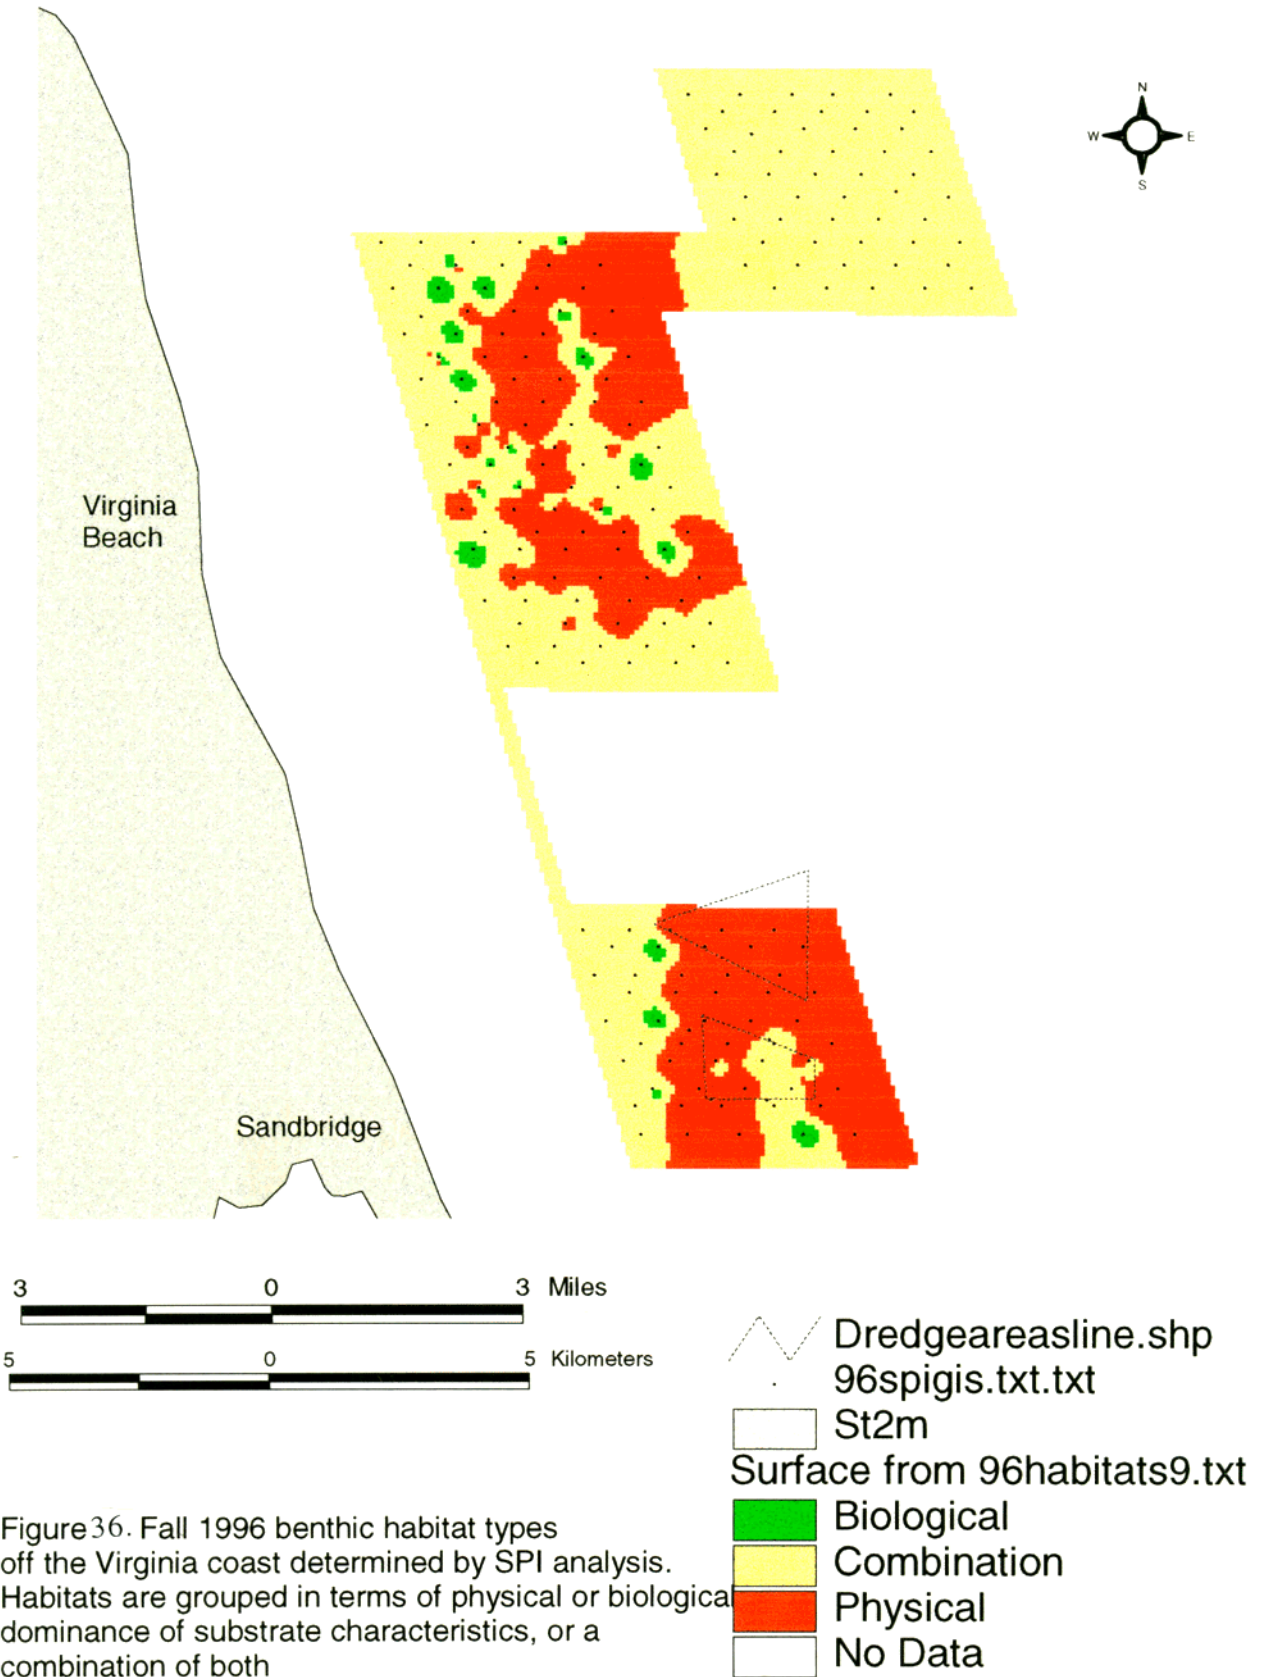 N
W E
S
Virginia
Beach
Sandbridge
3 0 3 Miles
5 0 5 Kilometers
Dredgeareasline.shp
96spigis.txt.txt
St2m
Surface from 96habitats9.txt
Biological
Combination
Physical
No Data
Figure 36. Fall 1996 benthic habitat types
off the Virginia coast determined by SPI analysis.
Habitats are grouped in terms of physical or biological
dominance of substrate characteristics, or a
combination of both